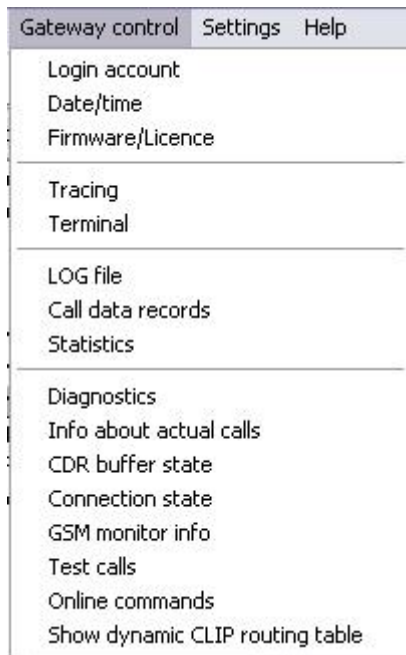 Gateway control Settings Help
Login account
Date/time
Firmware/Licence
Tracing
Terminal
LOG file
Call data records
Statistics
Diagnostics
Info about actual calls
CDR buffer state
Connection state
GSM monitor info
Test calls
Online commands
Show dynamic CLIP routing table